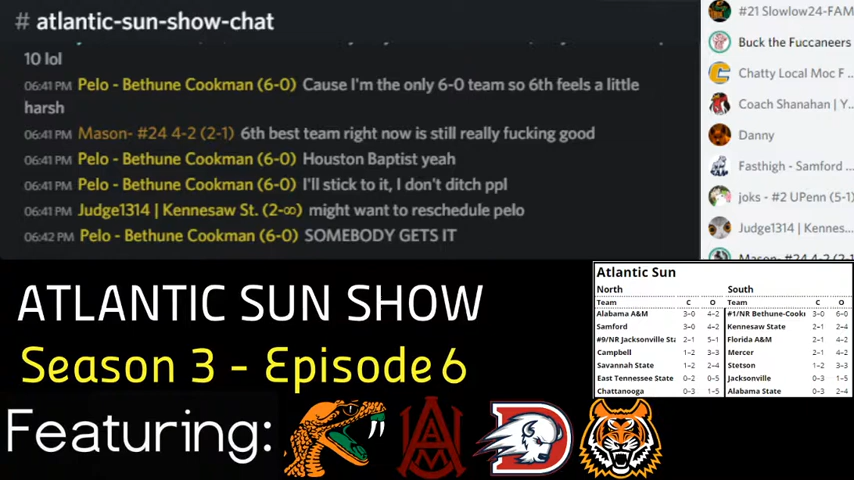 # atlantic-sun-show-chat
#21 Slowlow24-FAM
10 lol
Buck the Fuccaneers
06:41 PM Pelo - Bethune Cookman (6-0) Cause I'm the only 6-0 team so 6th feels a little
harsh
Chatty Local Moc F ...
Coach Shanahan | Y...
06:41 PM Mason- #24 4-2 (2-1) 6th best team right now is still really fucking good
Danny
06:41 PM Pelo - Bethune Cookman (6-0) Houston Baptist yeah
Fasthigh - Samford ...
06:41 PM Pelo - Bethune Cookman (6-0) I'll stick to it, I don't ditch ppl
joks - #2 UPenn (5-1)
06:41 PM Judge1314 | Kennesaw St. (2-∞) might want to reschedule pelo
Judge1314 | Kennes...
06:42 PM Pelo - Bethune Cookman (6-0) SOMEBODY GETS IT
Mason- #24 4-2 (2-1)
ATLANTIC SUN SHOW
Season 3 - Episode 6
Featuring:
Atlantic Sun
North South
Team C O Team C O
Alabama A&M 3-0 4-2 #1/NR Bethune-Cooki 3-0 6-0
Samford 3-0 4-2 Kennesaw State 2-1 2-4
#9/NR Jacksonville Sta 2-1 5-1 Florida A&M 2-1 4-2
Campbell 1-2 3-3 Mercer 2-1 4-2
Savannah State 1-2 2-4 Stetson 1-2 3-3
East Tennessee State 0-2 0-5 Jacksonville 0-3 1-5
Chattanooga 0-3 1-5 Alabama State 0-3 2-4